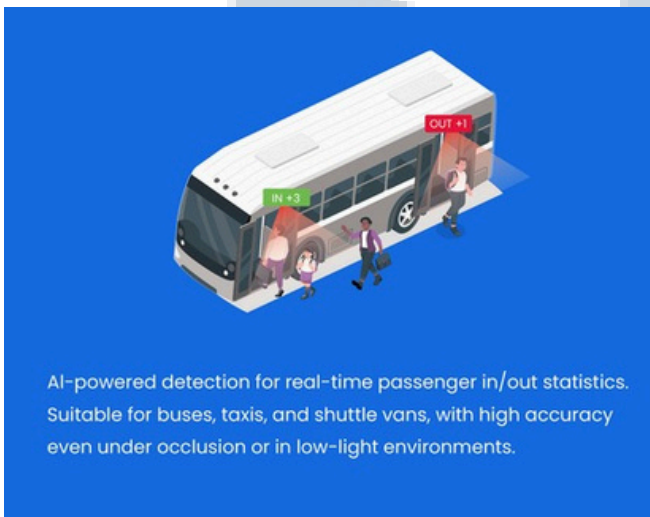 OUT +1
IN +3
AI-powered detection for real-time passenger in/out statistics.
Suitable for buses, taxis, and shuttle vans, with high accuracy
even under occlusion or in low-light environments.